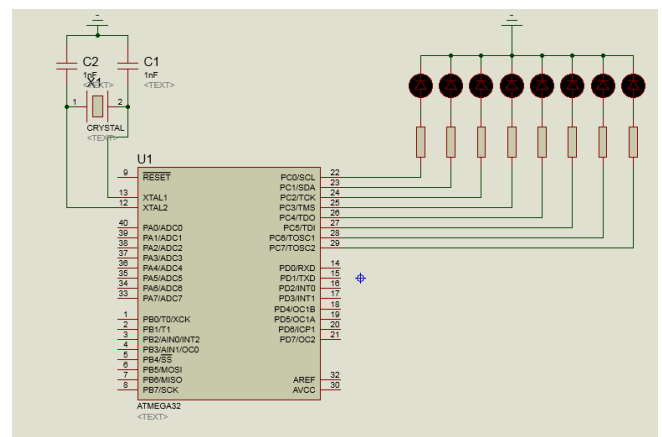 C2
1nF
<TEXT>
C1
1nF
<TEXT>
X1
1
2
CRYSTAL
<TEXT>
U1
9 RESET
13 XTAL1
12 XTAL2
40 PA0/ADC0
39 PA1/ADC1
38 PA2/ADC2
37 PA3/ADC3
36 PA4/ADC4
35 PA5/ADC5
34 PA6/ADC6
33 PA7/ADC7
1 PB0/T0/XCK
2 PB1/T1
3 PB2/AIN0/INT2
4 PB3/AIN1/OC0
5 PB4/SS
6 PB5/MOSI
7 PB6/MISO
8 PB7/SCK
PC0/SCL 22
PC1/SDA 23
PC2/TCK 24
PC3/TMS 25
PC4/TDO 26
PC5/TDI 27
PC6/TOSC1 28
PC7/TOSC2 29
PD0/RXD 14
PD1/TXD 15
PD2/INT0 16
PD3/INT1 17
PD4/OC1B 18
PD5/OC1A 19
PD6/ICP1 20
PD7/OC2 21
AREF 32
AVCC 30
ATMEGA32
<TEXT>